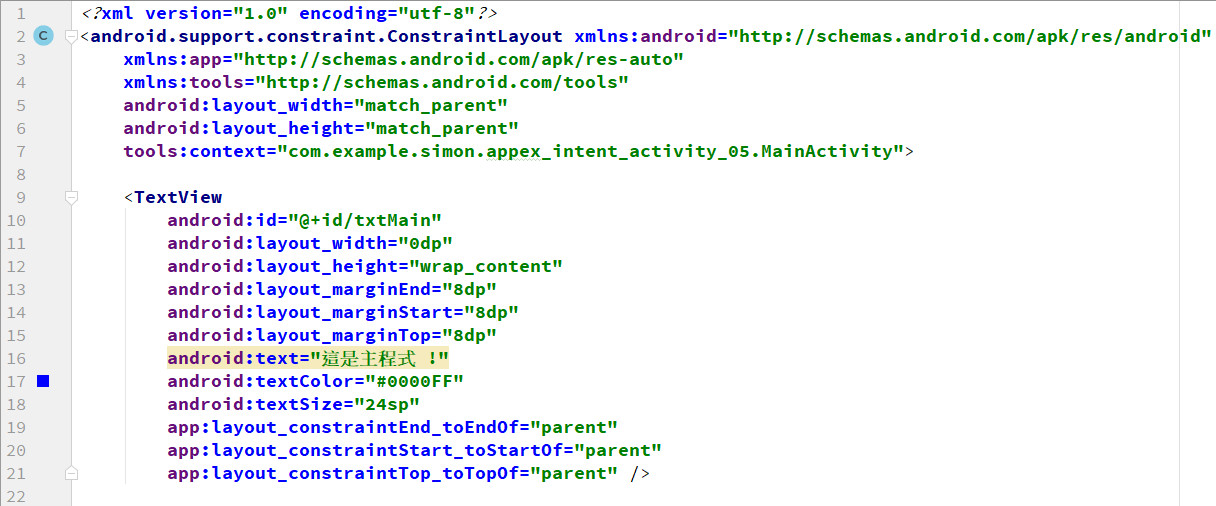 1 <?xml version="1.0" encoding="utf-8"?>
2 C <android.support.constraint.ConstraintLayout xmlns:android="http://schemas.android.com/apk/res/android"
3 xmlns:app="http://schemas.android.com/apk/res-auto"
4 xmlns:tools="http://schemas.android.com/tools"
5 android:layout_width="match_parent"
6 android:layout_height="match_parent"
7 tools:context="com.example.simon.appex_intent_activity_05.MainActivity">
8
9 <TextView
10 android:id="@+id/txtMain"
11 android:layout_width="0dp"
12 android:layout_height="wrap_content"
13 android:layout_marginEnd="8dp"
14 android:layout_marginStart="8dp"
15 android:layout_marginTop="8dp"
16 android:text="這是主程式 !"
17 android:textColor="#0000FF"
18 android:textSize="24sp"
19 app:layout_constraintEnd_toEndOf="parent"
20 app:layout_constraintStart_toStartOf="parent"
21 app:layout_constraintTop_toTopOf="parent" />
22